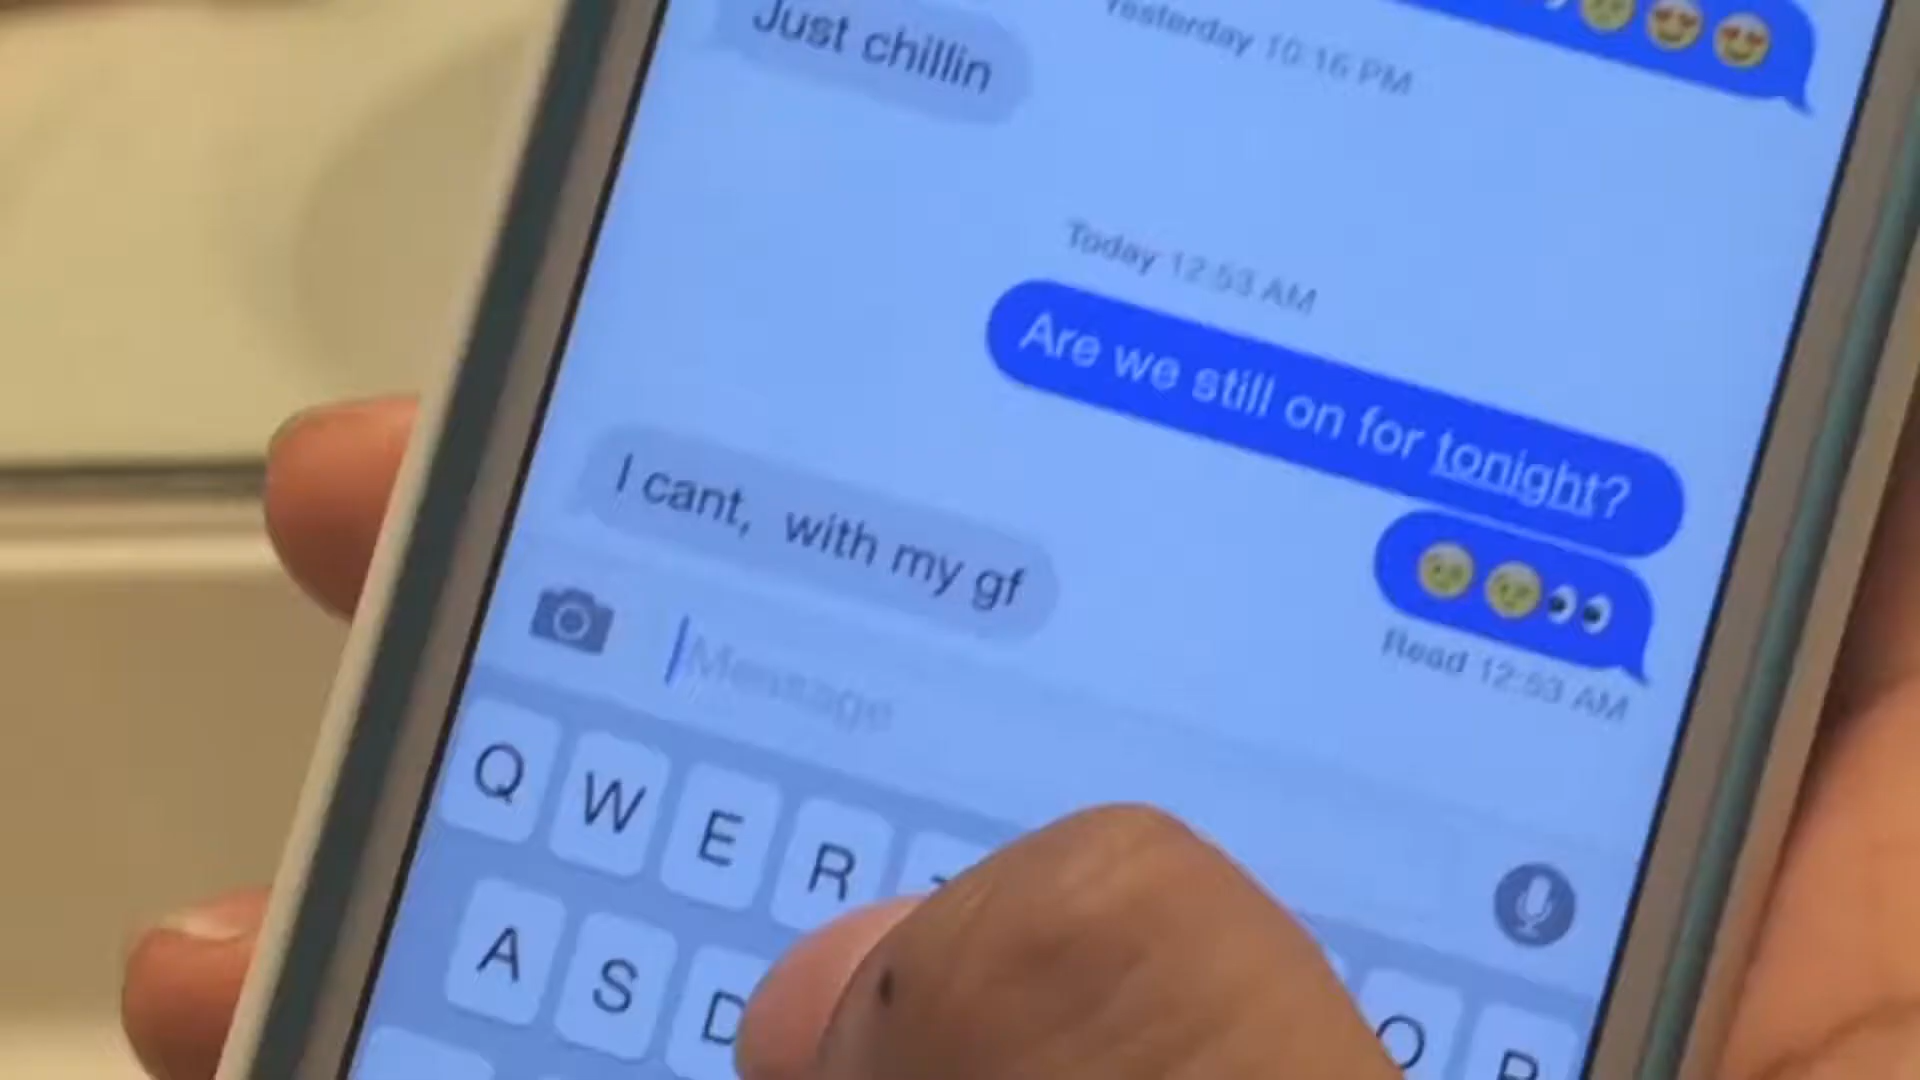 Just chillin
Yesterday 10:16 PM
Today 12:53 AM
Are we still on for tonight?
I cant, with my gf
Read 12:53 AM
Message
Q W E R
A S D
O P